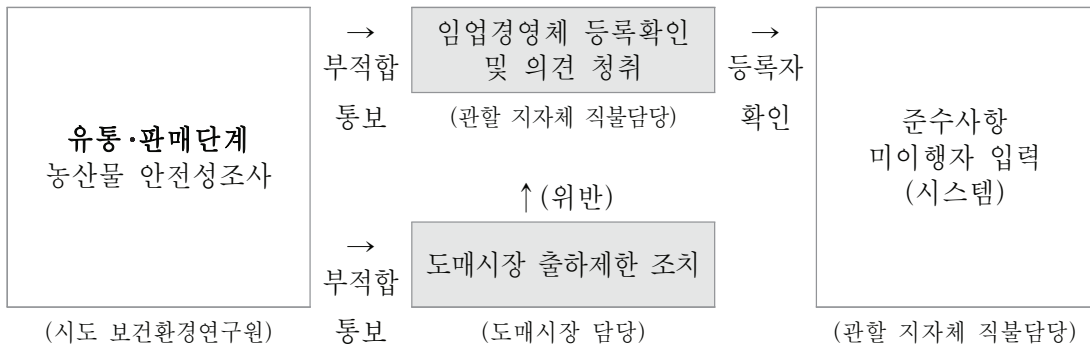 유통·판매단계
농산물 안전성조사
(시도 보건환경연구원)
→
부적합
통보
임업경영체 등록확인
및 의견 청취
(관할 지자체 직불담당)
↑(위반)
→
부적합
통보
도매시장 출하제한 조치
(도매시장 담당)
→
등록자
확인
준수사항
미이행자 입력
(시스템)
(관할 지자체 직불담당)